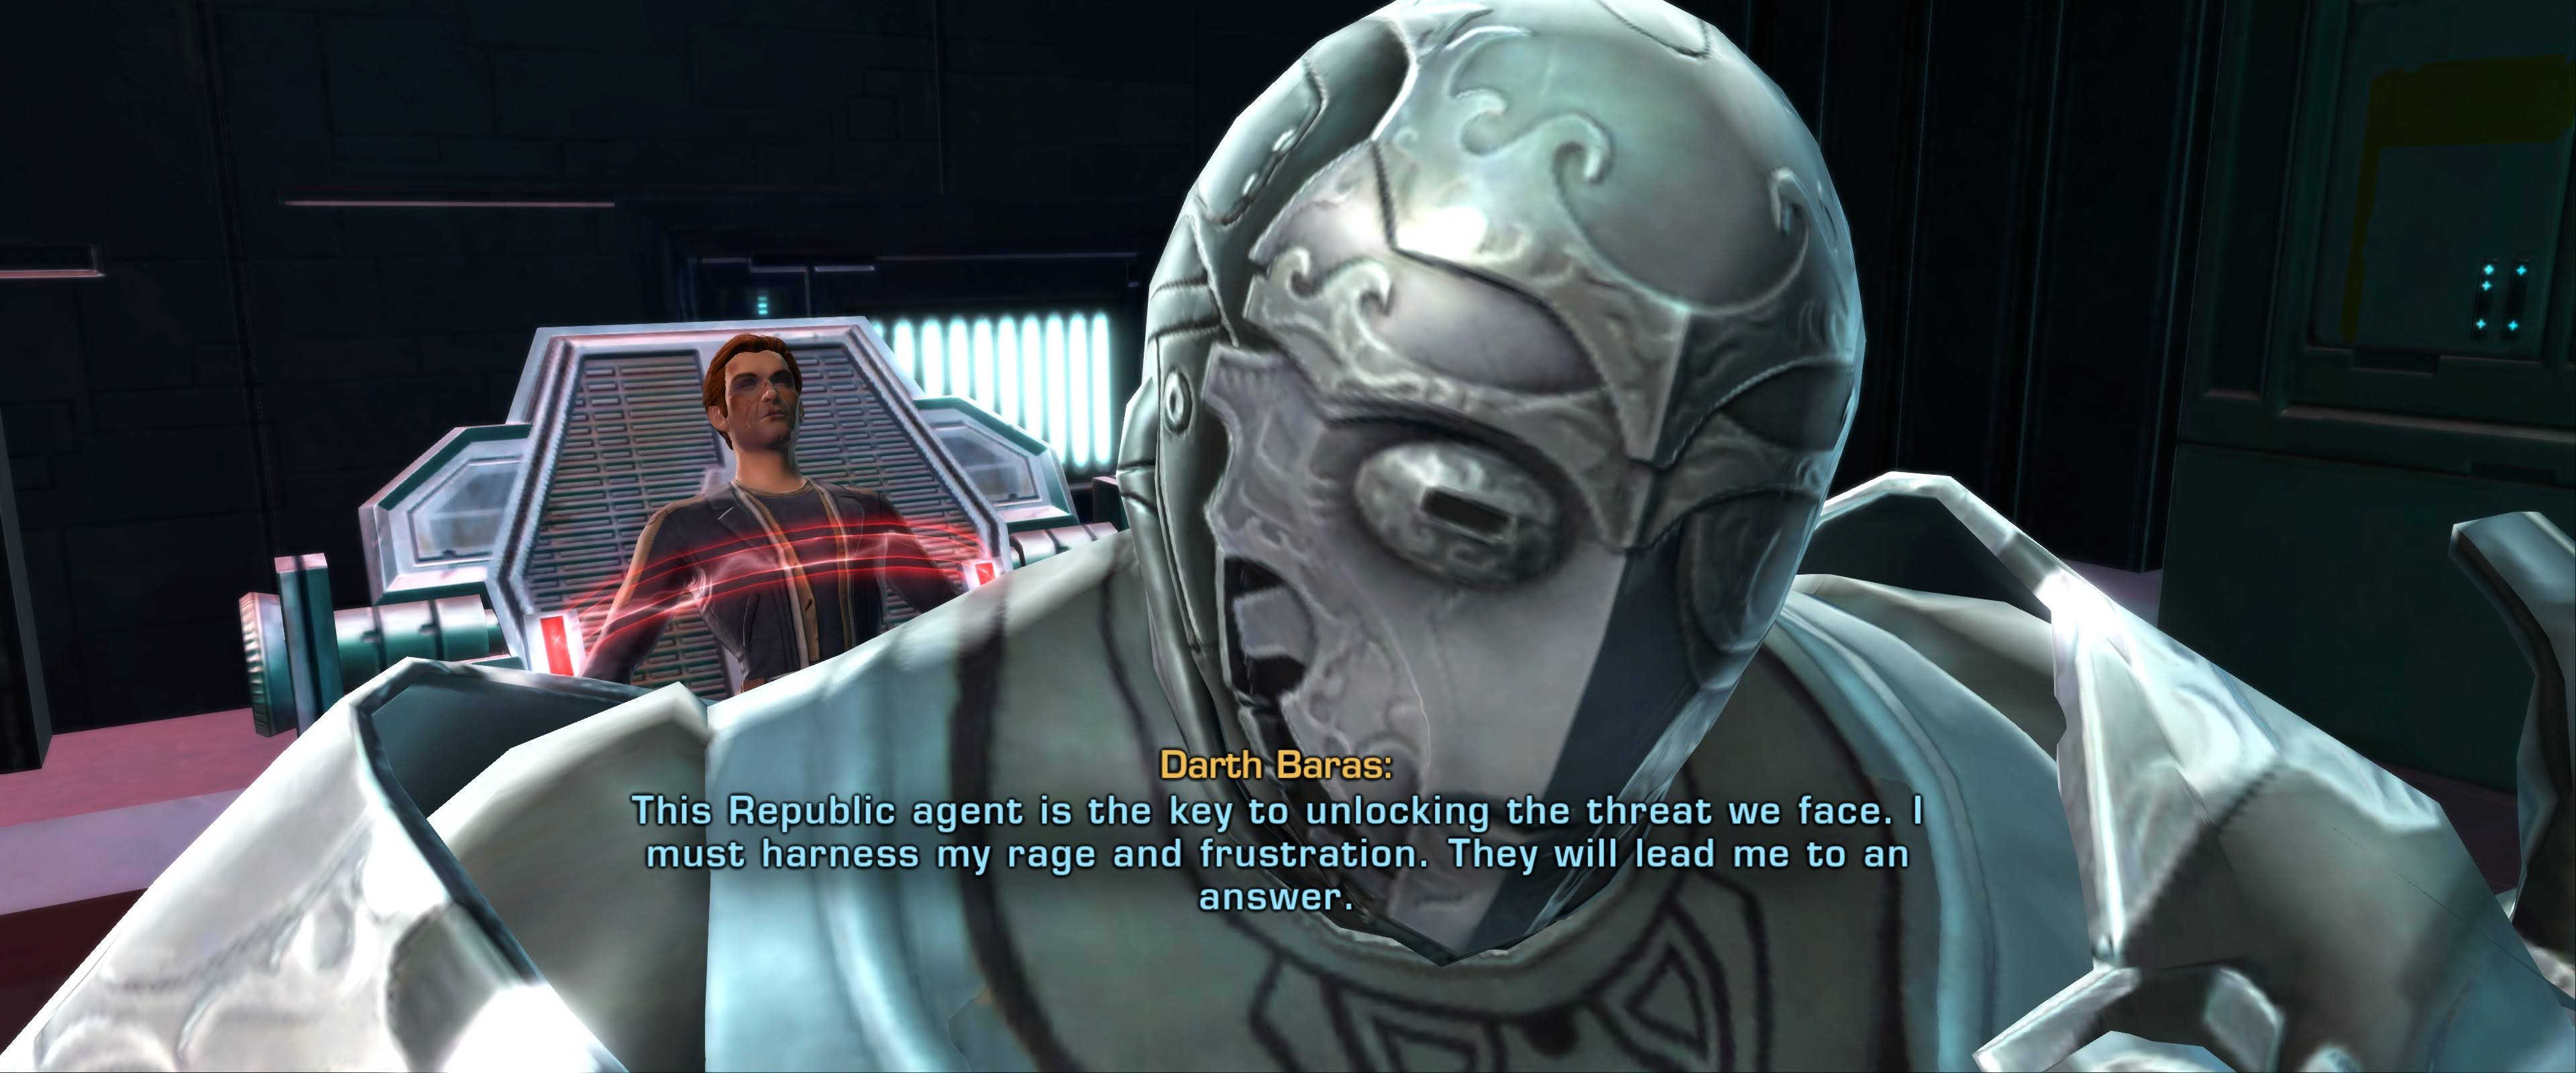 Darth Baras:
This Republic agent is the key to unlocking the threat we face. I
must harness my rage and frustration. They will lead me to an
answer.